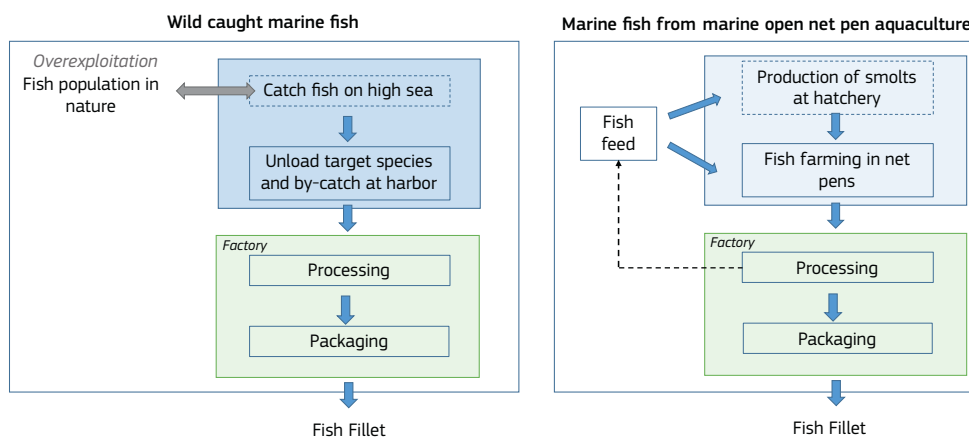 Wild caught marine fish
Overexploitation
Fish population in
nature
Catch fish on high sea
Unload target species
and by-catch at harbor
Factory
Processing
Packaging
Fish Fillet
Marine fish from marine open net pen aquaculture
Production of smolts
at hatchery
Fish
feed
Fish farming in net
pens
Factory
Processing
Packaging
Fish Fillet